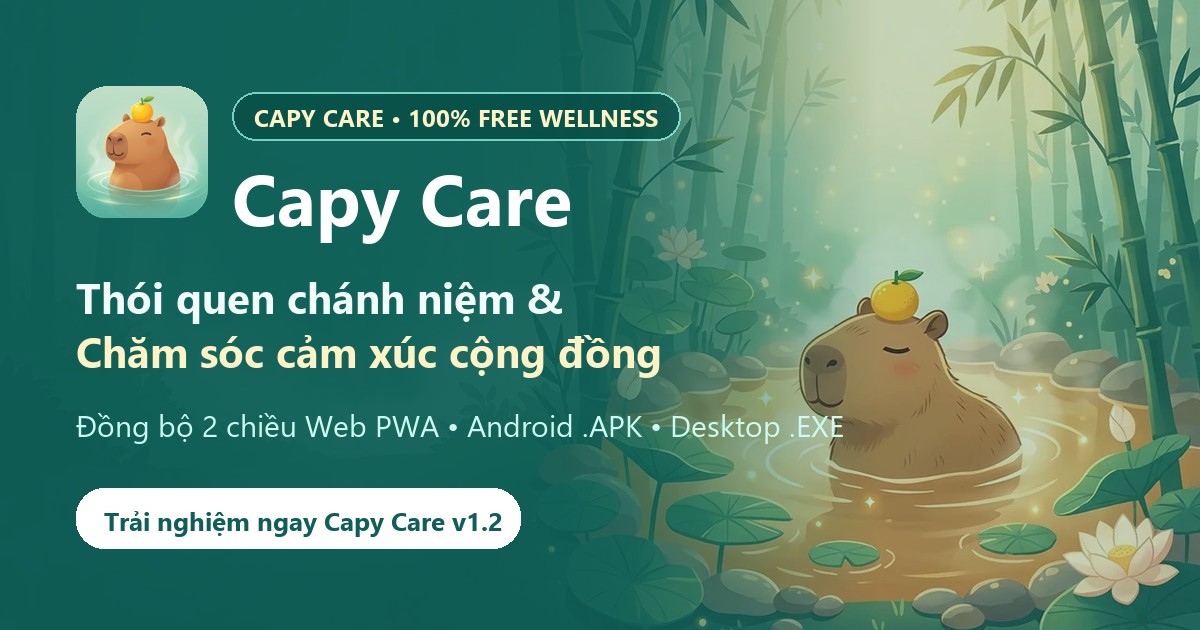 CAPY CARE • 100% FREE WELLNESS
Capy Care
Thói quen chánh niệm &
Chăm sóc cảm xúc cộng đồng
Đồng bộ 2 chiều Web PWA • Android .APK • Desktop .EXE
Trải nghiệm ngay Capy Care v1.2